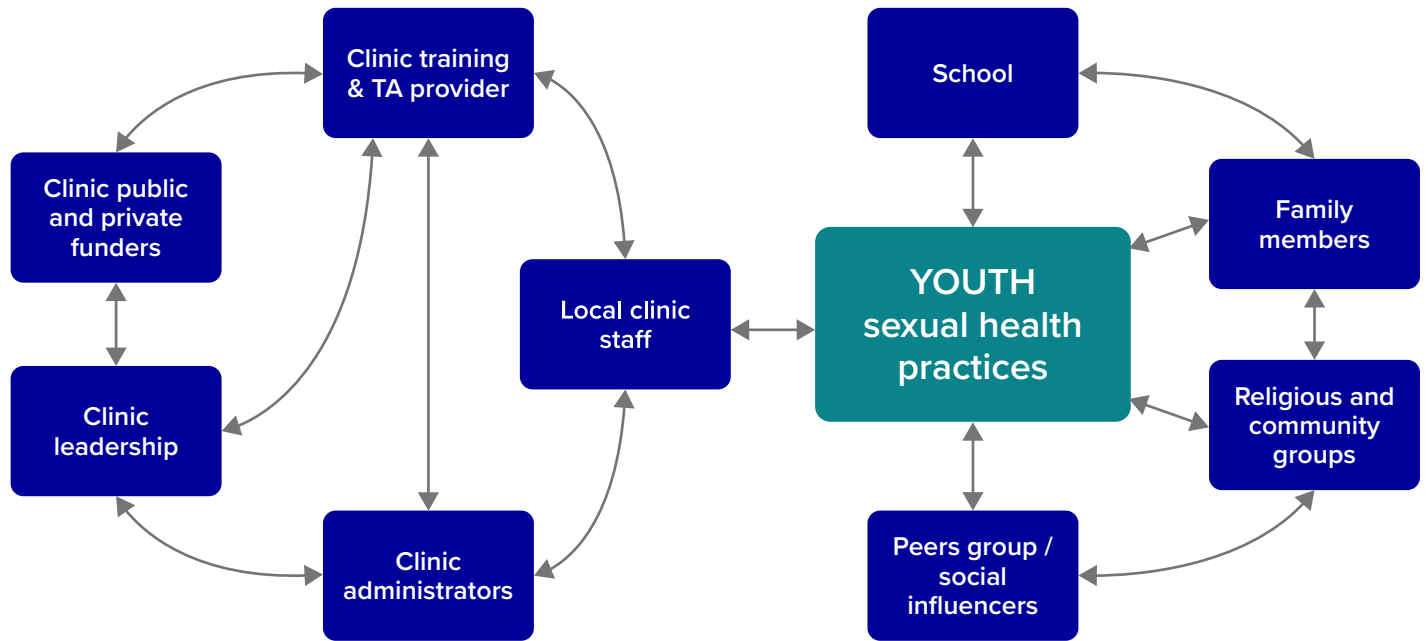 Clinic training
& TA provider
School
Clinic public
and private
funders
Family
members
Local clinic
staff
YOUTH
sexual health
practices
Clinic
leadership
Religious and
community
groups
Clinic
administrators
Peers group /
social
influencers